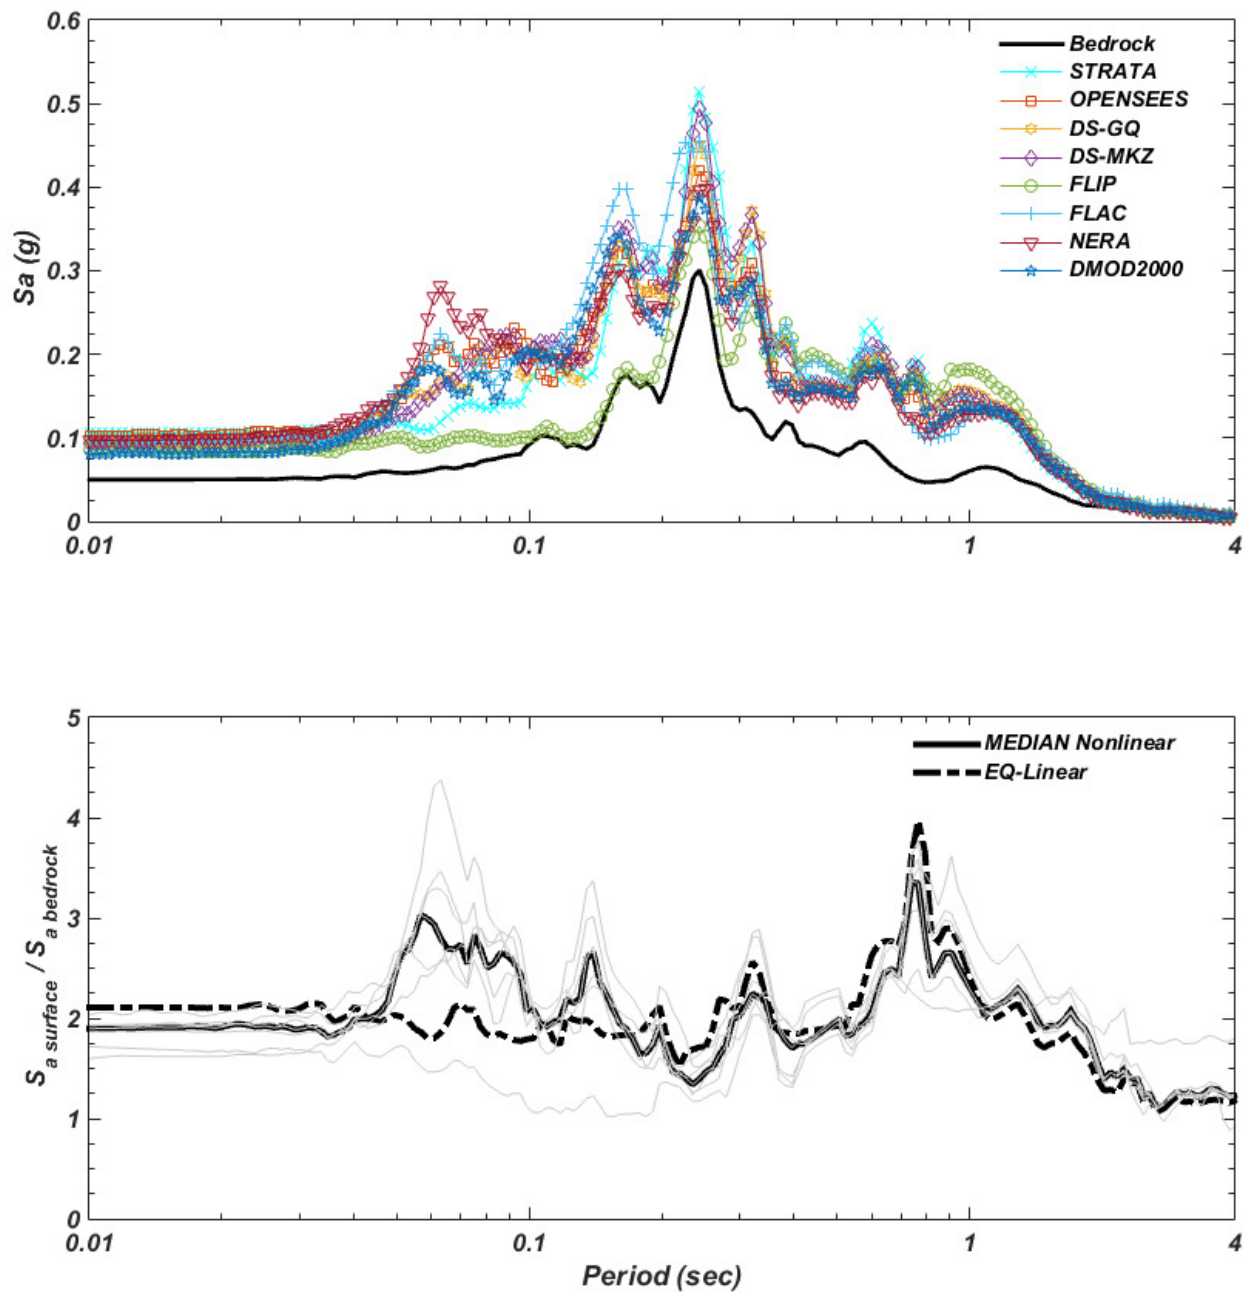 0.6
0.5
0.4
0.3
0.2
0.1
0
Sa (g)
Bedrock
STRATA
OPENSEES
DS-GQ
DS-MKZ
FLIP
FLAC
NERA
DMOD2000
0.01 0.1 1 4
5
4
3
2
1
0
S a surface / S a bedrock
MEDIAN Nonlinear
EQ-Linear
0.01 0.1 1 4
Period (sec)